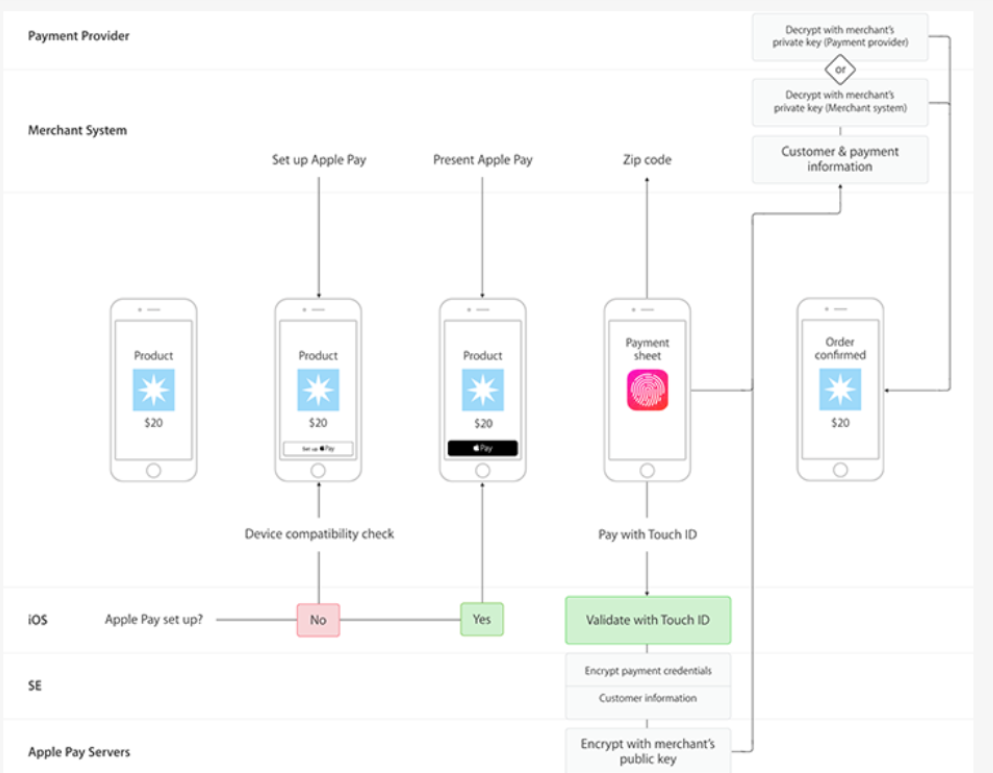 Payment Provider
Decrypt with merchant's
private key (Payment provider)
or
Decrypt with merchant's
private key (Merchant system)
Merchant System
Customer & payment
information
Set up Apple Pay
Present Apple Pay
Zip code
Product
$20
Set up Pay
Product
$20
Product
$20
Pay
Payment
sheet
Order
confirmed
$20
Device compatibility check
Pay with Touch ID
iOS
Apple Pay set up?
No
Yes
Validate with Touch ID
SE
Encrypt payment credentials
Customer information
Apple Pay Servers
Encrypt with merchant's
public key